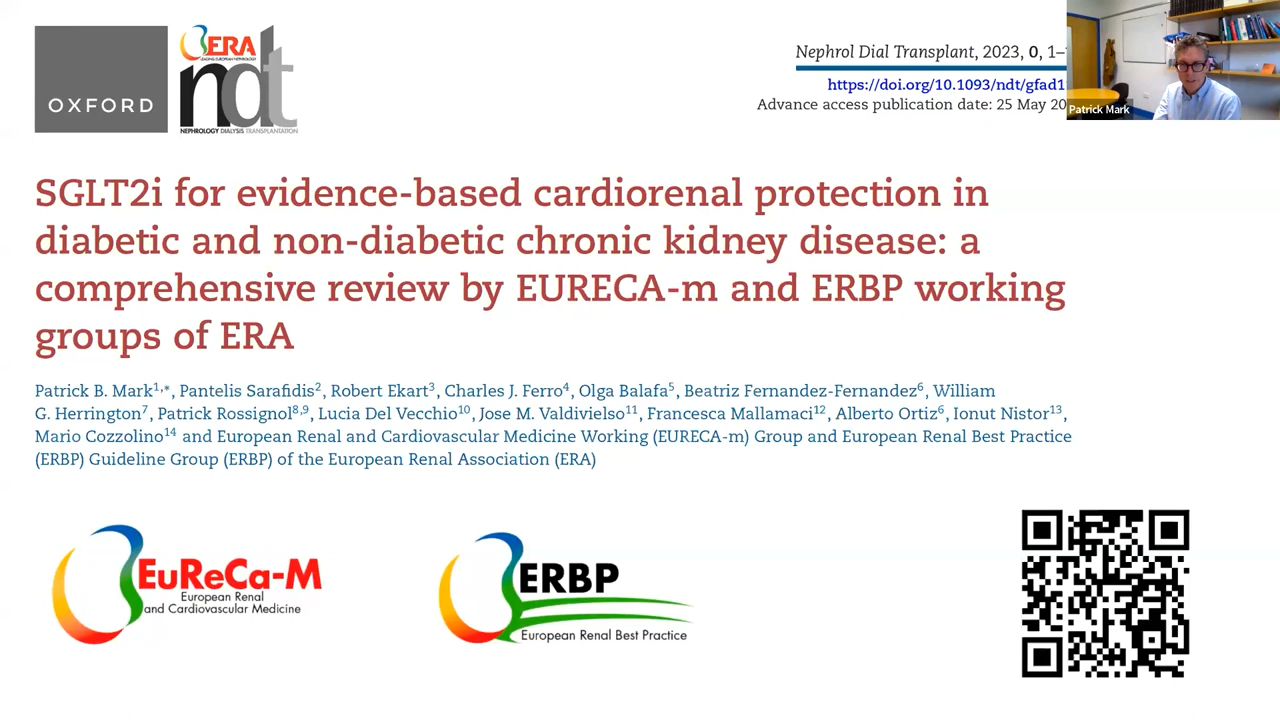 OXFORD
ERA
LEADING EUROPEAN NEPHROLOGY
ndt
NEPHROLOGY DIALYSIS TRANSPLANTATION
Nephrol Dial Transplant, 2023, 0, 1–
https://doi.org/10.1093/ndt/gfad1
Advance access publication date: 25 May 20
Patrick Mark
SGLT2i for evidence-based cardiorenal protection in
diabetic and non-diabetic chronic kidney disease: a
comprehensive review by EURECA-m and ERBP working
groups of ERA
Patrick B. Mark1,*, Pantelis Sarafidis2, Robert Ekart3, Charles J. Ferro4, Olga Balafa5, Beatriz Fernandez-Fernandez6, William
G. Herrington7, Patrick Rossignol8,9, Lucia Del Vecchio10, Jose M. Valdivielso11, Francesca Mallamaci12, Alberto Ortiz6, Ionut Nistor13,
Mario Cozzolino14 and European Renal and Cardiovascular Medicine Working (EURECA-m) Group and European Renal Best Practice
(ERBP) Guideline Group (ERBP) of the European Renal Association (ERA)
EuReCa-M
European Renal
and Cardiovascular Medicine
ERBP
European Renal Best Practice